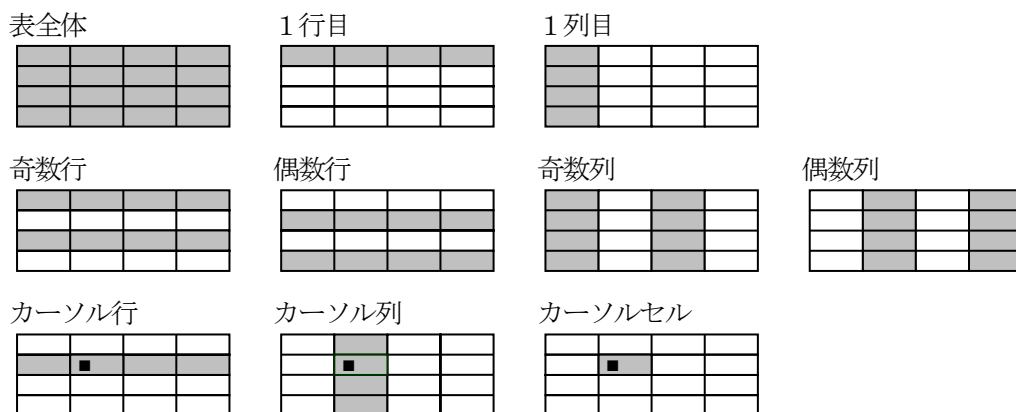 表全体 １行目 １列目
奇数行 偶数行 奇数列 偶数列
カーソル行 カーソル列 カーソルセル